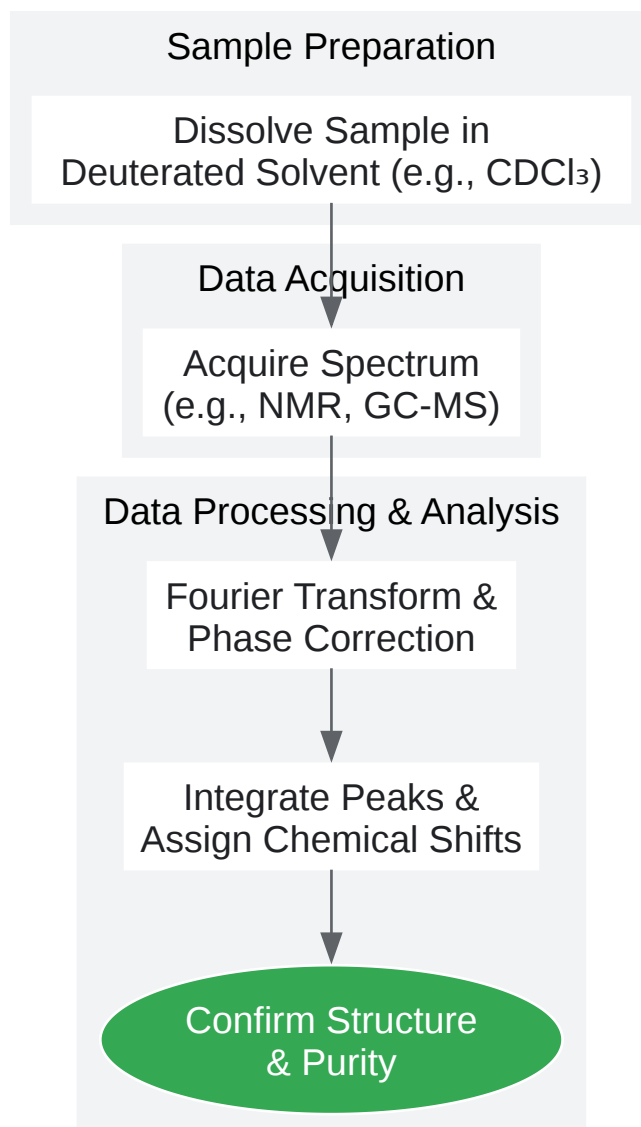 Sample Preparation
Dissolve Sample in
Deuterated Solvent (e.g., CDCl₃)
Data Acquisition
Acquire Spectrum
(e.g., NMR, GC-MS)
Data Processing & Analysis
Fourier Transform &
Phase Correction
Integrate Peaks &
Assign Chemical Shifts
Confirm Structure
& Purity